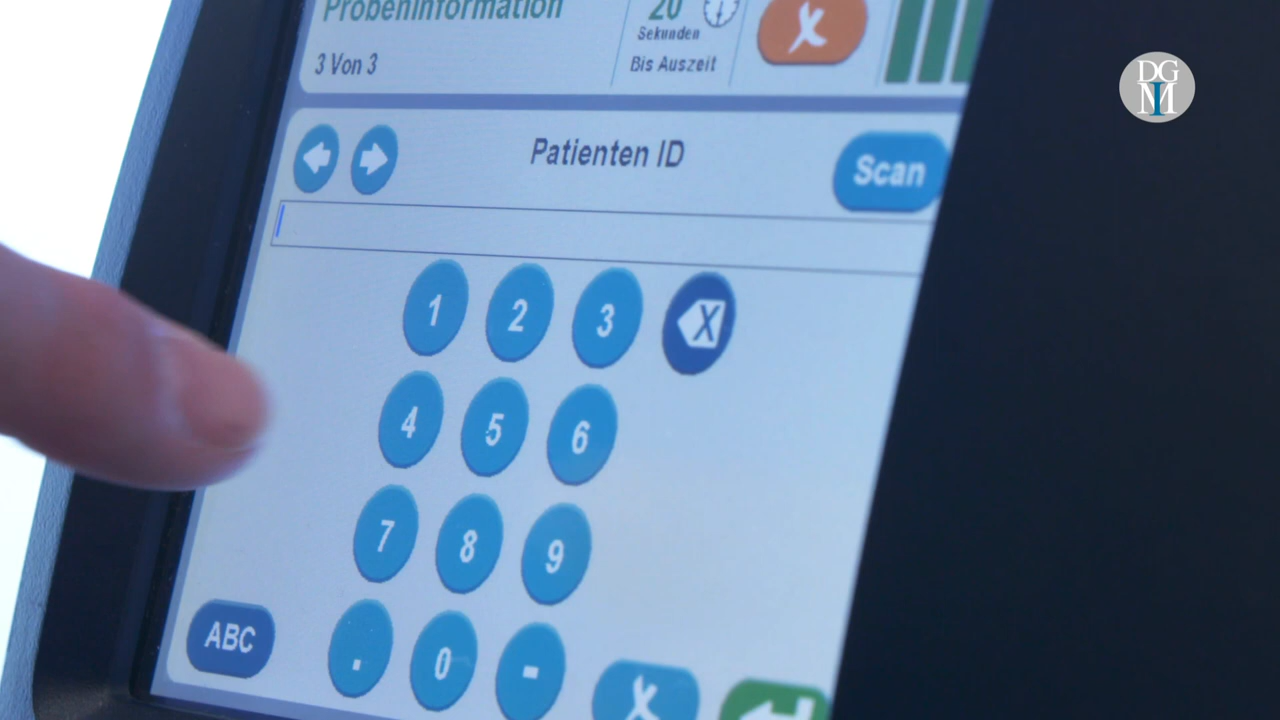 Probeninformation
3 Von 3
20
Sekunden
Bis Auszeit
X
Patienten ID
Scan
1 2 3 X
4 5 6
7 8 9
ABC . 0 - X
DGIM